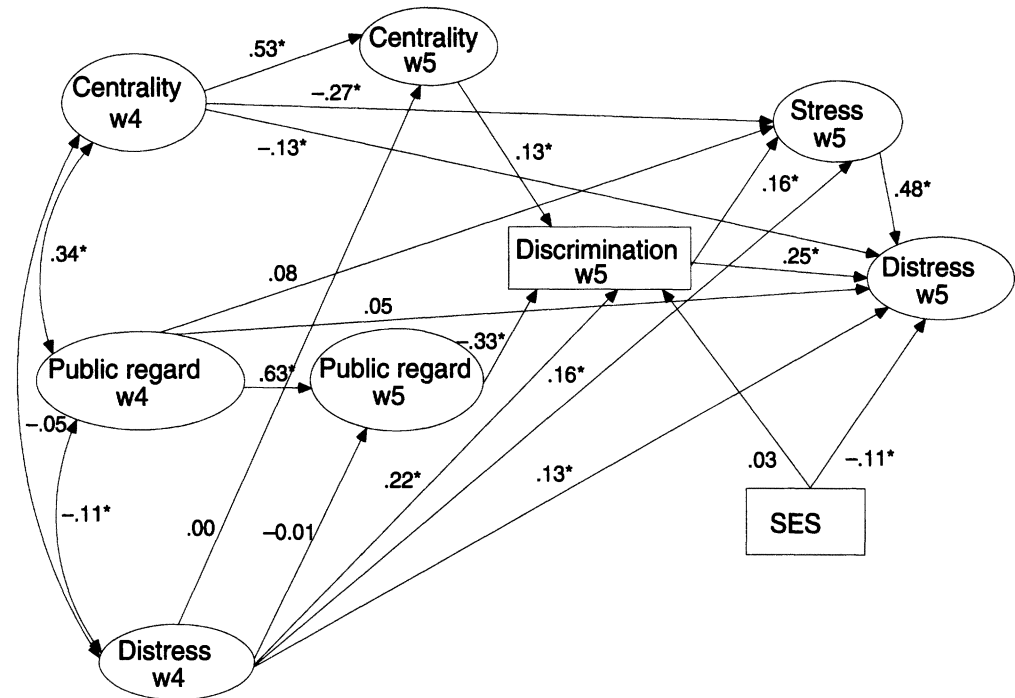 Centrality
w5
.53*
Centrality
w4
–.27*
Stress
w5
–.13*
.13*
.16*
.48*
.34*
Discrimination
w5
.25*
Distress
w5
.08
.05
Public regard
w4
.63*
Public regard
w5
–.33*
.16*
–.05
.22*
.13*
.03
–.11*
–.11*
.00
–0.01
SES
Distress
w4